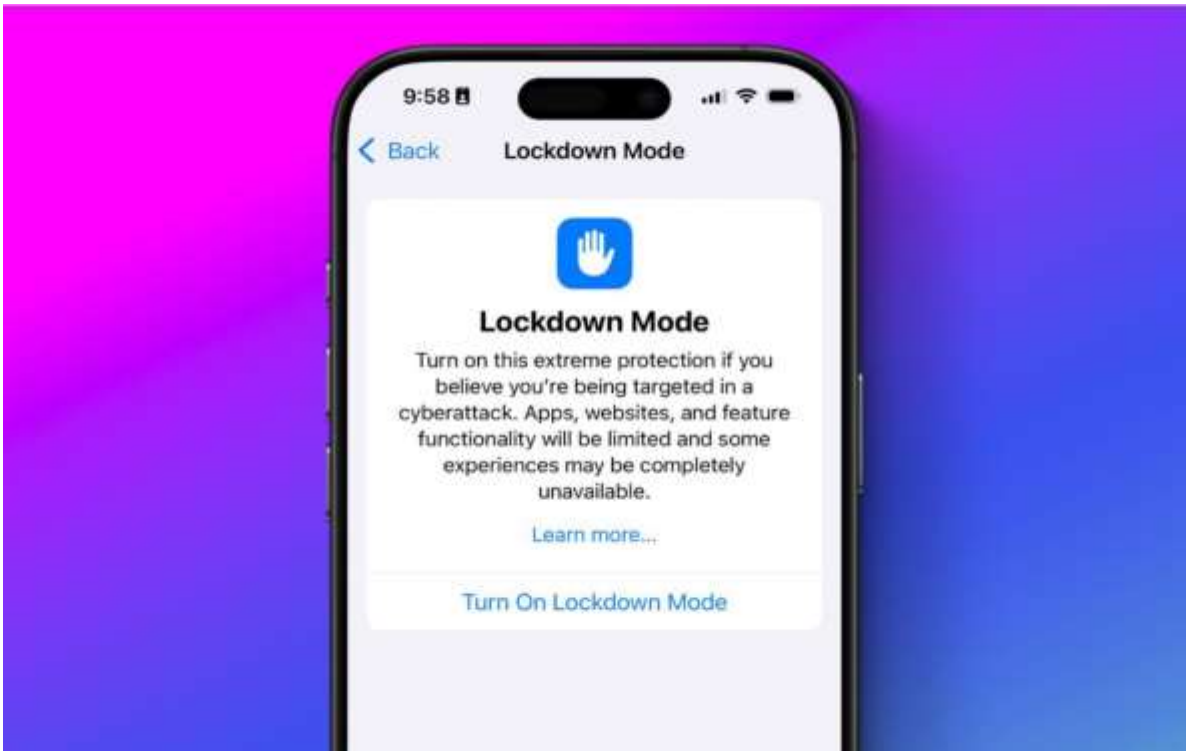 9:58
Back Lockdown Mode
Lockdown Mode
Turn on this extreme protection if you
believe you're being targeted in a
cyberattack. Apps, websites, and feature
functionality will be limited and some
experiences may be completely
unavailable.
Learn more...
Turn On Lockdown Mode